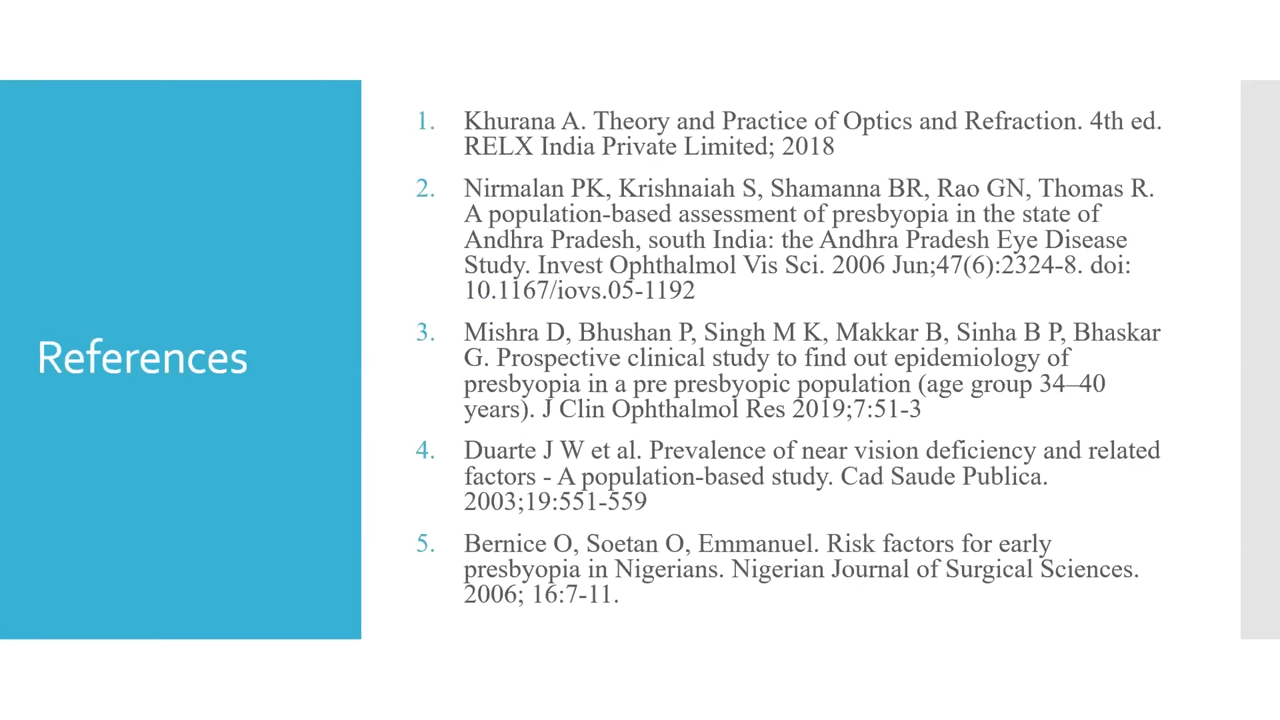 References
1. Khurana A. Theory and Practice of Optics and Refraction. 4th ed.
RELX India Private Limited; 2018
2. Nirmalan PK, Krishnaiah S, Shamanna BR, Rao GN, Thomas R.
A population-based assessment of presbyopia in the state of
Andhra Pradesh, south India: the Andhra Pradesh Eye Disease
Study. Invest Ophthalmol Vis Sci. 2006 Jun;47(6):2324-8. doi:
10.1167/iovs.05-1192
3. Mishra D, Bhushan P, Singh M K, Makkar B, Sinha B P, Bhaskar
G. Prospective clinical study to find out epidemiology of
presbyopia in a pre presbyopic population (age group 34–40
years). J Clin Ophthalmol Res 2019;7:51-3
4. Duarte J W et al. Prevalence of near vision deficiency and related
factors - A population-based study. Cad Saude Publica.
2003;19:551-559
5. Bernice O, Soetan O, Emmanuel. Risk factors for early
presbyopia in Nigerians. Nigerian Journal of Surgical Sciences.
2006; 16:7-11.